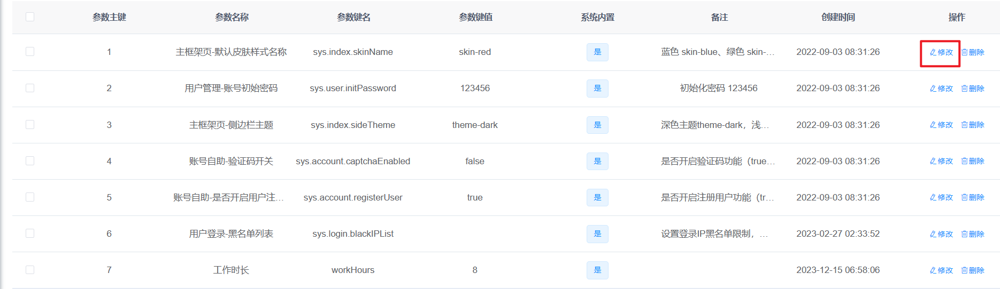 参数主键 参数名称 参数键名 参数键值 系统内置 备注 创建时间 操作
1 主框架页-默认皮肤样式名称 sys.index.skinName skin-red 是 蓝色 skin-blue、绿色 skin-... 2022-09-03 08:31:26 修改 删除
2 用户管理-账号初始密码 sys.user.initPassword 123456 是 初始化密码 123456 2022-09-03 08:31:26 修改 删除
3 主框架页-侧边栏主题 sys.index.sideTheme theme-dark 是 深色主题theme-dark，浅... 2022-09-03 08:31:26 修改 删除
4 账号自助-验证码开关 sys.account.captchaEnabled false 是 是否开启验证码功能（true... 2022-09-03 08:31:26 修改 删除
5 账号自助-是否开启用户注... sys.account.registerUser true 是 是否开启注册用户功能（tr... 2022-09-03 08:31:26 修改 删除
6 用户登录-黑名单列表 sys.login.blackIPList 是 设置登录IP黑名单限制，... 2023-02-27 02:33:52 修改 删除
7 工作时长 workHours 8 是 2023-12-15 06:58:06 修改 删除